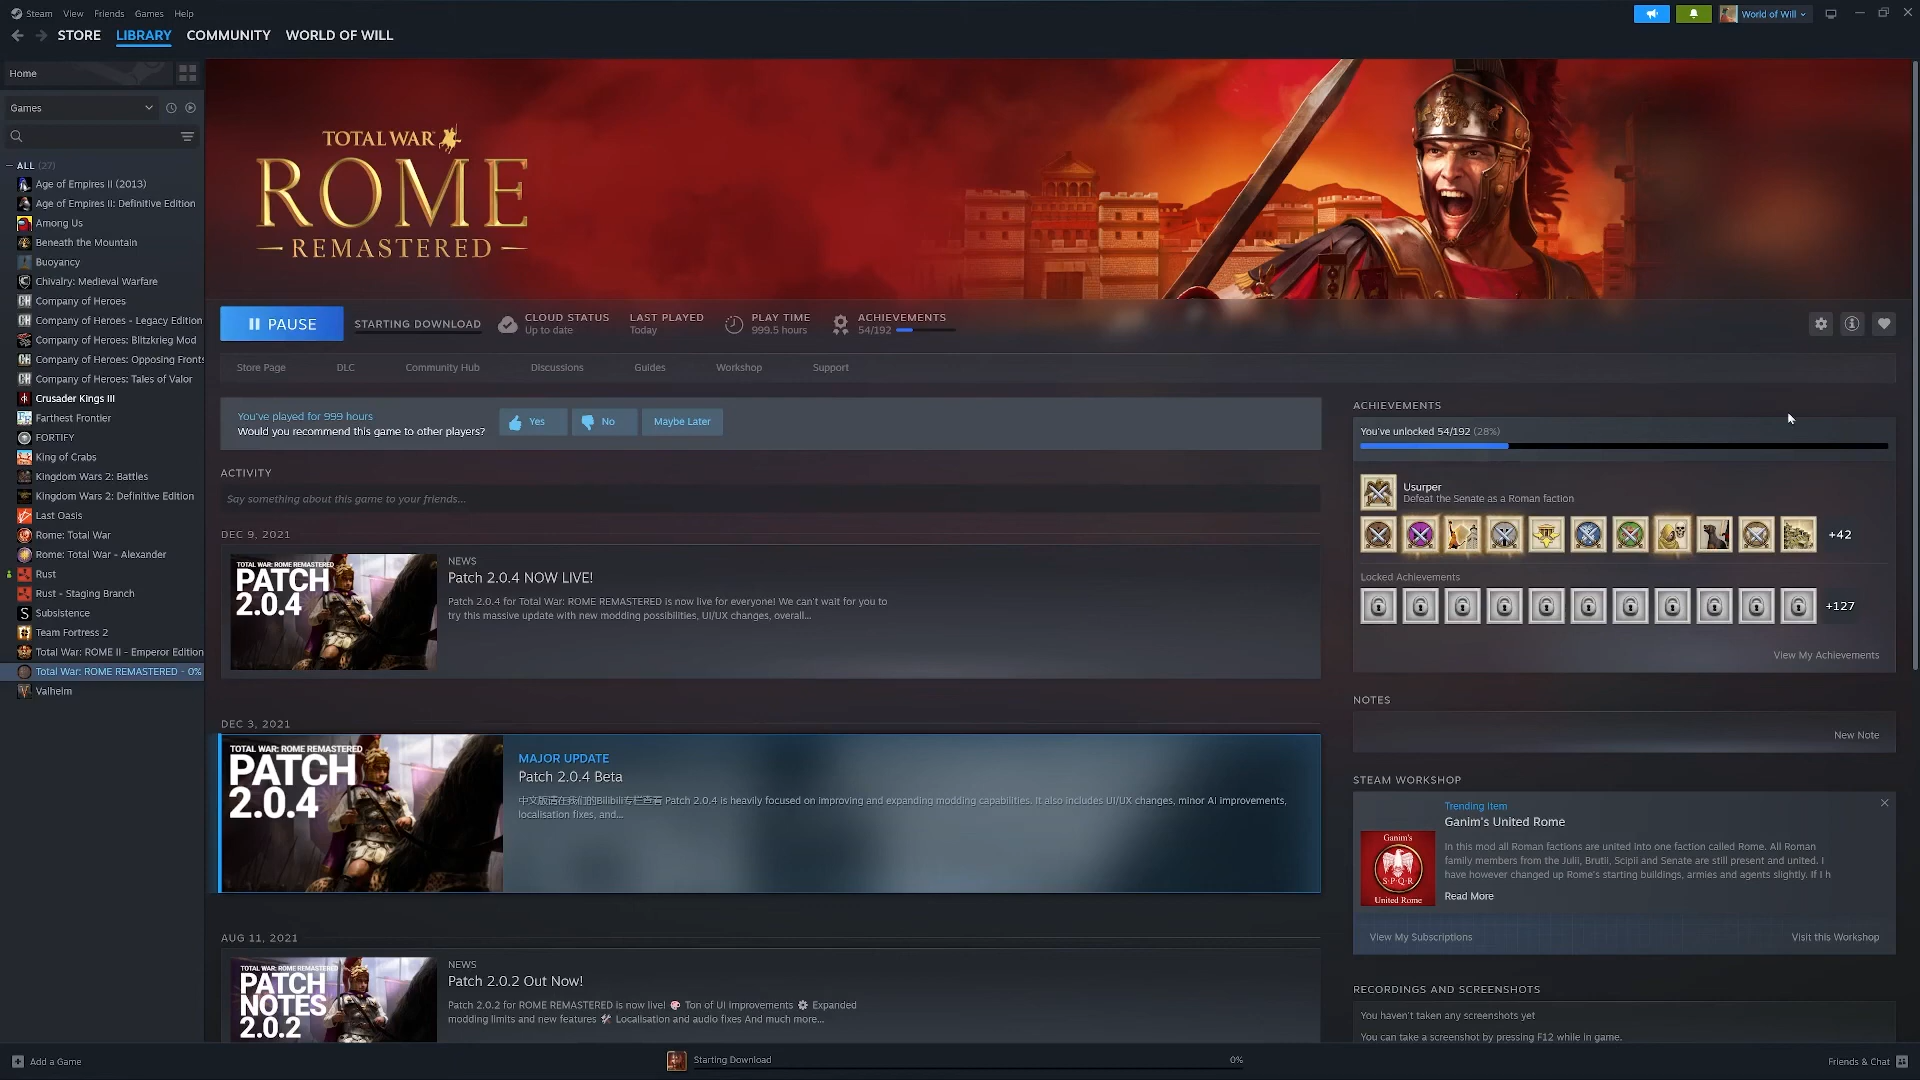 Steam View Friends Games Help
World of Will
STORE LIBRARY COMMUNITY WORLD OF WILL
Home
Games
ALL (27)
Age of Empires II (2013)
Age of Empires II: Definitive Edition
Among Us
Beneath the Mountain
Buoyancy
Chivalry: Medieval Warfare
Company of Heroes
Company of Heroes - Legacy Edition
Company of Heroes: Blitzkrieg Mod
Company of Heroes: Opposing Fronts
Company of Heroes: Tales of Valor
Crusader Kings III
Farthest Frontier
FORTIFY
King of Crabs
Kingdom Wars 2: Battles
Kingdom Wars 2: Definitive Edition
Last Oasis
Rome: Total War
Rome: Total War - Alexander
Rust
Rust - Staging Branch
Subsistence
Team Fortress 2
Total War: ROME II - Emperor Edition
Total War: ROME REMASTERED - 0%
Valheim
TOTAL WAR
ROME
REMASTERED
PAUSE
STARTING DOWNLOAD
CLOUD STATUS
Up to date
LAST PLAYED
Today
PLAY TIME
999.5 hours
ACHIEVEMENTS
54/192
Store Page DLC Community Hub Discussions Guides Workshop Support
You've played for 999 hours
Would you recommend this game to other players?
Yes No Maybe Later
ACTIVITY
Say something about this game to your friends...
DEC 9, 2021
TOTAL WAR: ROME REMASTERED
PATCH
2.0.4
NEWS
Patch 2.0.4 NOW LIVE!
Patch 2.0.4 for Total War: ROME REMASTERED is now live for everyone! We can't wait for you to
try this massive update with new modding possibilities, UI/UX changes, overall...
DEC 3, 2021
TOTAL WAR: ROME REMASTERED
PATCH
2.0.4
MAJOR UPDATE
Patch 2.0.4 Beta
中文版请在我们的Bilibili专栏查看 Patch 2.0.4 is heavily focused on improving and expanding modding capabilities. It also includes UI/UX changes, minor AI improvements,
localisation fixes, and...
AUG 11, 2021
TOTAL WAR: ROME REMASTERED
PATCH
NOTES
2.0.2
NEWS
Patch 2.0.2 Out Now!
Patch 2.0.2 for ROME REMASTERED is now live! Ton of UI improvements Expanded
modding limits and new features Localisation and audio fixes And much more...
ACHIEVEMENTS
You've unlocked 54/192 (28%)
Usurper
Defeat the Senate as a Roman faction
+42
Locked Achievements
+127
View My Achievements
NOTES
New Note
STEAM WORKSHOP
Trending Item
Ganim's United Rome
Ganim's
S·P·Q·R
United Rome
In this mod all Roman factions are united into one faction called Rome. All Roman
family members from the Julii, Brutii, Scipii and Senate are still present and united. I
have however changed up Rome's starting buildings, armies and agents slightly. If I h
Read More
View My Subscriptions
Visit this Workshop
RECORDINGS AND SCREENSHOTS
You haven't taken any screenshots yet
You can take a screenshot by pressing F12 while in game.
Add a Game
Starting Download 0%
Friends & Chat